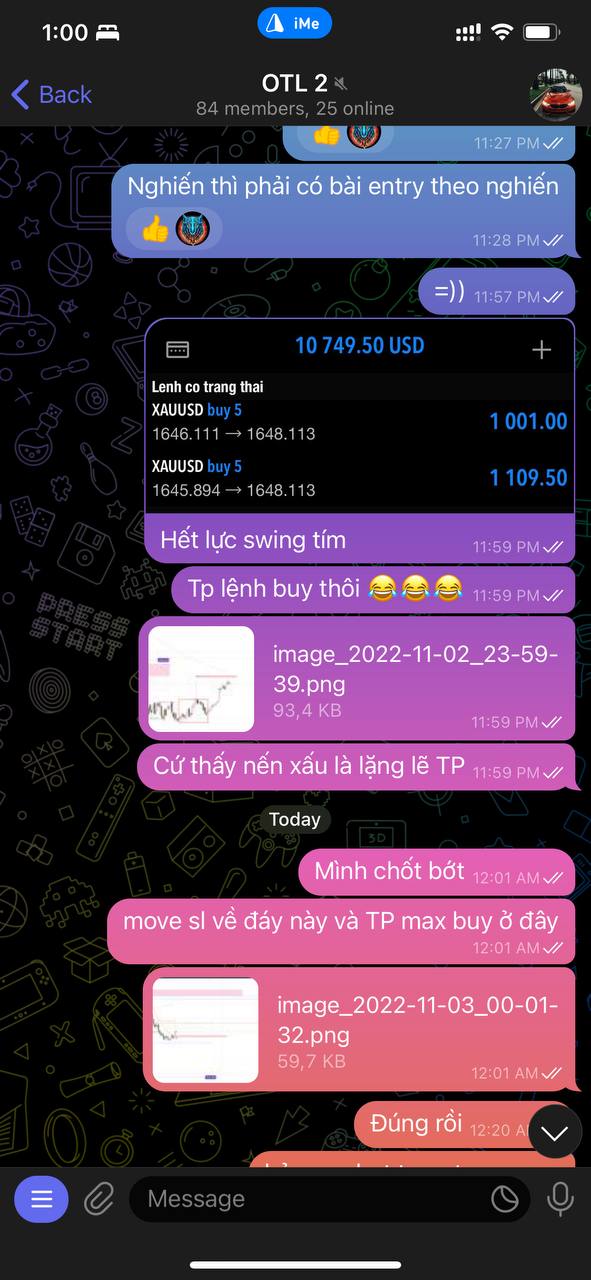 1:00
iMe
Back
OTL 2
84 members, 25 online
11:27 PM
Nghiến thì phải có bài entry theo nghiến
11:28 PM
=)) 11:57 PM
10 749.50 USD
Lenh co trang thai
XAUUSD buy 5
1646.111 → 1648.113
1 001.00
XAUUSD buy 5
1645.894 → 1648.113
1 109.50
Hết lực swing tím 11:59 PM
Tp lệnh buy thôi 😂😂😂 11:59 PM
image_2022-11-02_23-59-
39.png
93,4 KB
11:59 PM
Cứ thấy nến xấu là lặng lẽ TP 11:59 PM
Today
Mình chốt bớt 12:01 AM
move sl về đáy này và TP max buy ở đây
12:01 AM
image_2022-11-03_00-01-
32.png
59,7 KB
12:01 AM
Đúng rồi 12:20
Message